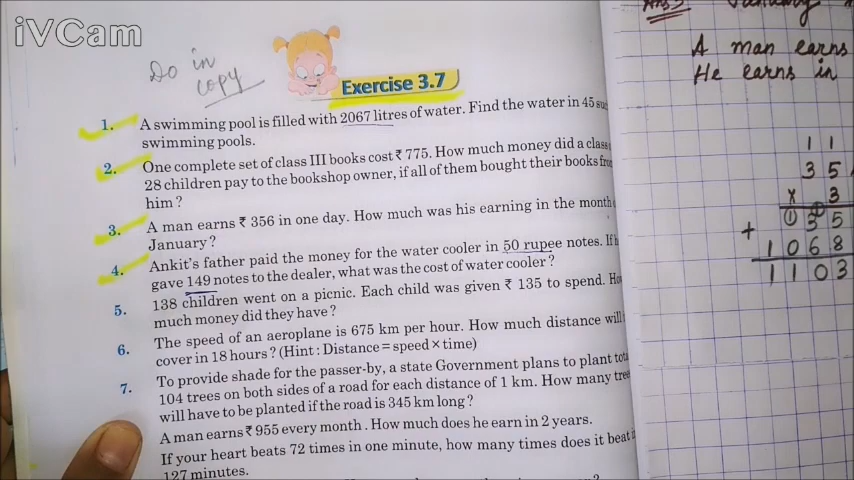 iVCam
Do in
copy
Exercise 3.7
1. A swimming pool is filled with 2067 litres of water. Find the water in 45
swimming pools.
2. One complete set of class III books cost ₹ 775. How much money did a class
28 children pay to the bookshop owner, if all of them bought their books
him?
3. A man earns ₹ 356 in one day. How much was his earning in the month
January?
4. Ankit's father paid the money for the water cooler in 50 rupee notes. If
gave 149 notes to the dealer, what was the cost of water cooler?
5. 138 children went on a picnic. Each child was given ₹ 135 to spend.
much money did they have?
6. The speed of an aeroplane is 675 km per hour. How much distance will
cover in 18 hours? (Hint : Distance = speed × time)
7. To provide shade for the passer-by, a state Government plans to plant
104 trees on both sides of a road for each distance of 1 km. How many
will have to be planted if the road is 345 km long?
A man earns ₹ 955 every month. How much does he earn in 2 years.
If your heart beats 72 times in one minute, how many times does it beat
127 minutes.
January
A man earns
He earns in
1 1
3 5
x 3
1 3 5
+ 1 0 6 8
1 1 0 3